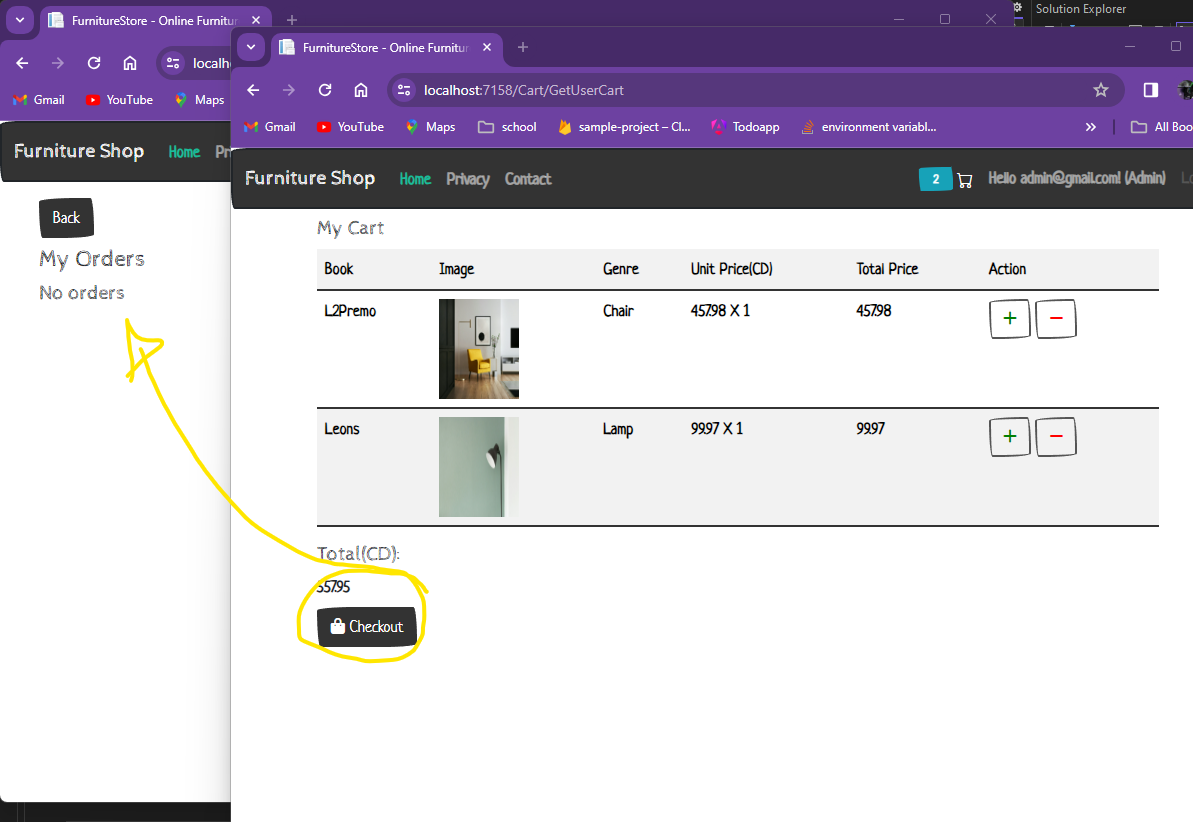 FurnitureStore - Online Furnitur
Solution Explorer
FurnitureStore - Online Furnitur
localh
localhost:7158/Cart/GetUserCart
Gmail YouTube Maps
Gmail YouTube Maps school sample-project – Cl... Todoapp environment variabl... All Boo
Furniture Shop Home Pr
Furniture Shop Home Privacy Contact 2 Hello admin@gmail.com! (Admin) Lo
Back
My Orders
No orders
My Cart
Book Image Genre Unit Price(CD) Total Price Action
L2Premo Chair 457.98 X 1 457.98 + −
Leons Lamp 99.97 X 1 99.97 + −
Total(CD):
557.95
Checkout